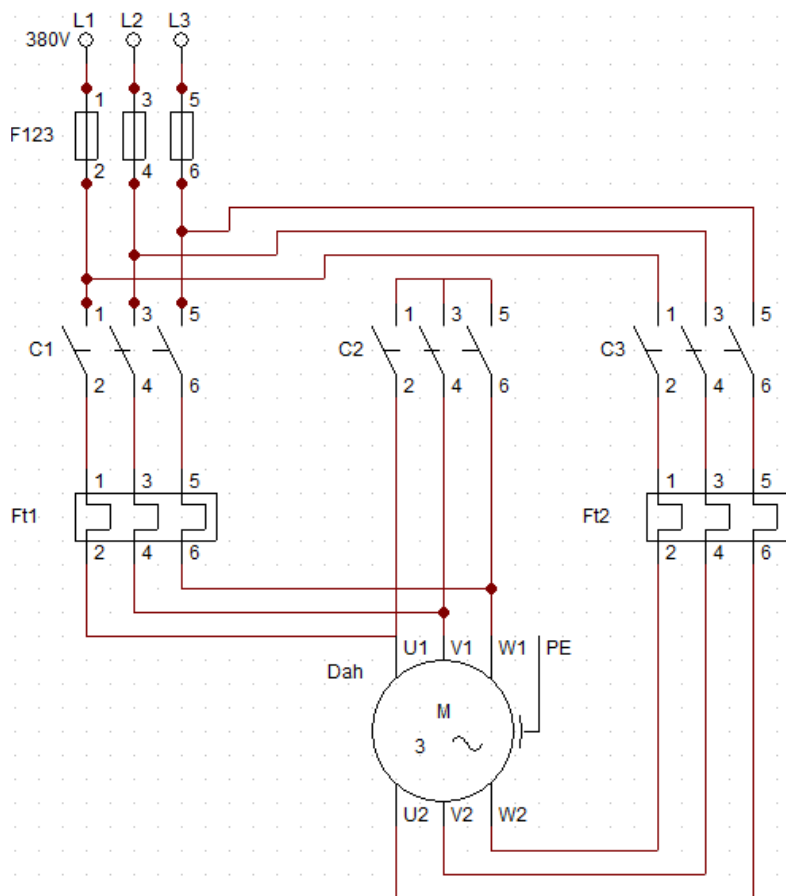 L1 L2 L3
380V
1 3 5
F123
2 4 6
1 3 5 1 3 5 1 3 5
C1 C2 C3
2 4 6 2 4 6 2 4 6
1 3 5 1 3 5
Ft1 Ft2
2 4 6 2 4 6
U1 V1 W1 PE
Dah
M
3
U2 V2 W2